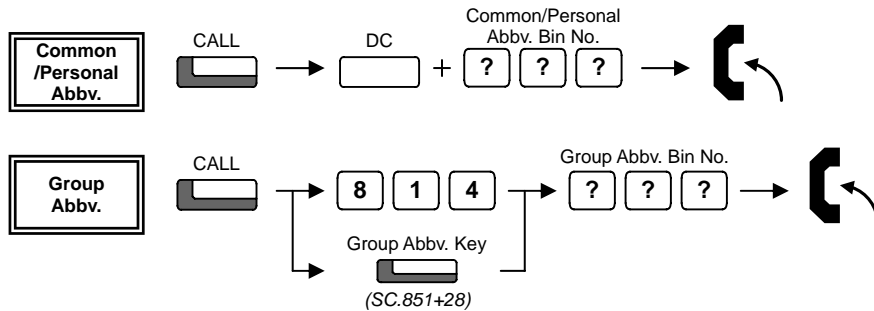 Common
/Personal
Abbv.
CALL
DC
+
Common/Personal
Abbv. Bin No.
? ? ?
Group
Abbv.
CALL
8 1 4
Group Abbv. Key
(SC.851+28)
Group Abbv. Bin No.
? ? ?